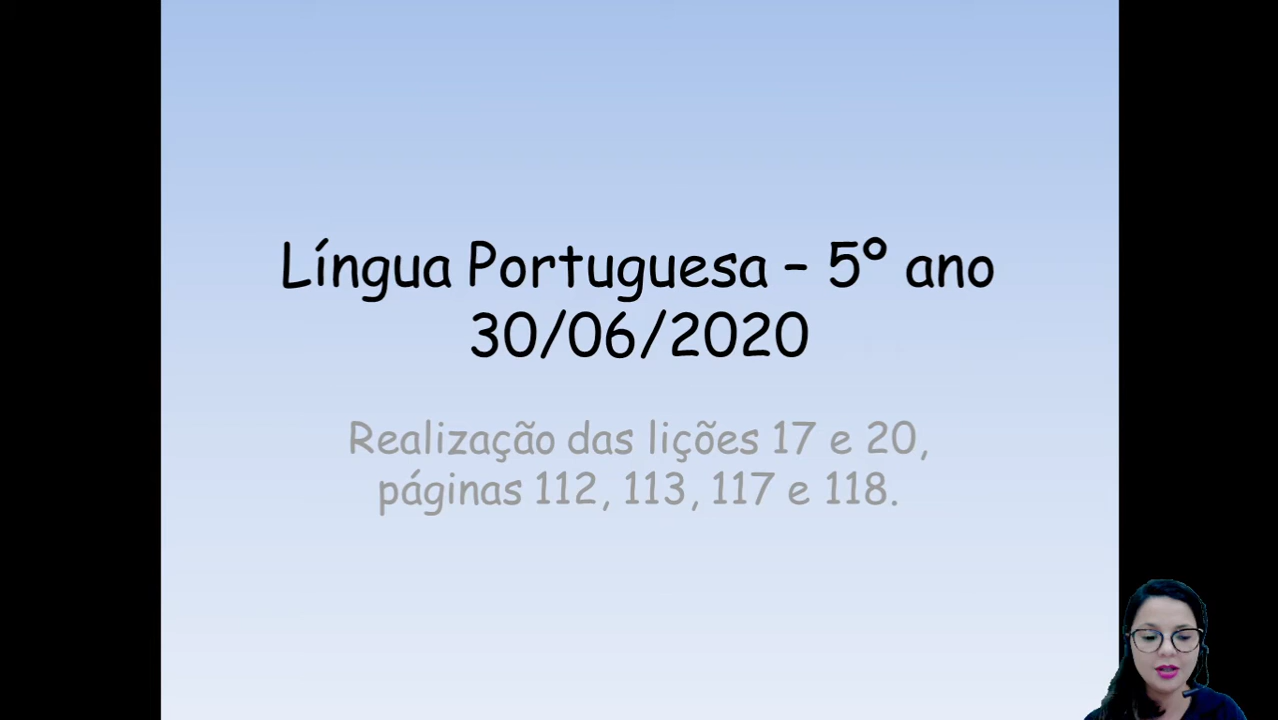 Língua Portuguesa – 5º ano
30/06/2020
Realização das lições 17 e 20,
páginas 112, 113, 117 e 118.